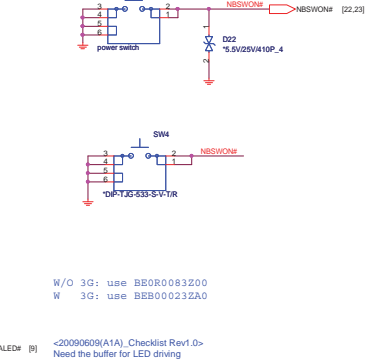 NBSWON#
3 2
4 1
5
6
NBSWON# [22,23]
power switch
1
D22
*5.5V/25V/410P_4
2
SW4
3 2 NBSWON#
4 1
5
6
*DIP-TJG-533-S-V-T/R
W/O 3G: use BE0R0083Z00
W 3G: use BEB00023ZA0
ALED# [9]
<20090609(A1A)_Checklist Rev1.0>
Need the buffer for LED driving